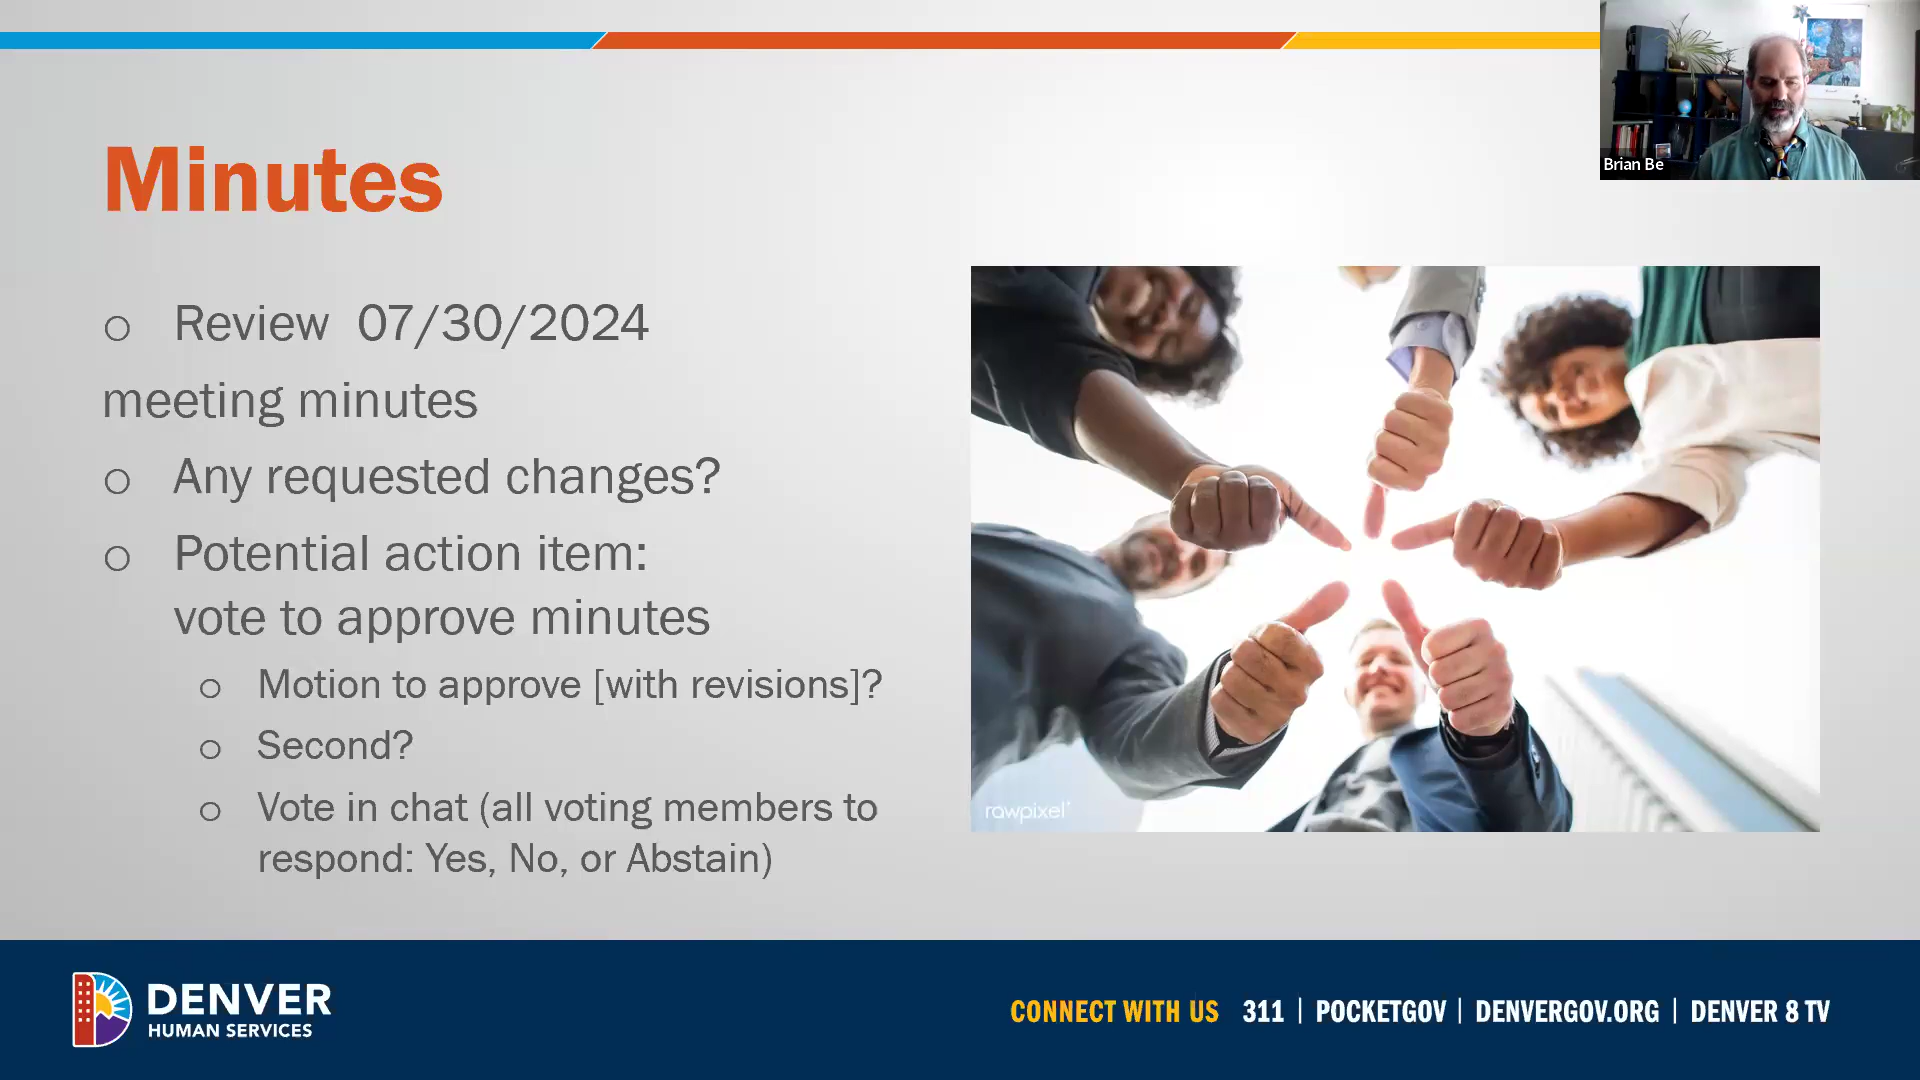 Brian Be
Minutes
o Review 07/30/2024
meeting minutes
o Any requested changes?
o Potential action item:
vote to approve minutes
o Motion to approve [with revisions]?
o Second?
o Vote in chat (all voting members to
respond: Yes, No, or Abstain)
rawpixel
DENVER
HUMAN SERVICES
CONNECT WITH US 311 | POCKETGOV | DENVERGOV.ORG | DENVER 8 TV